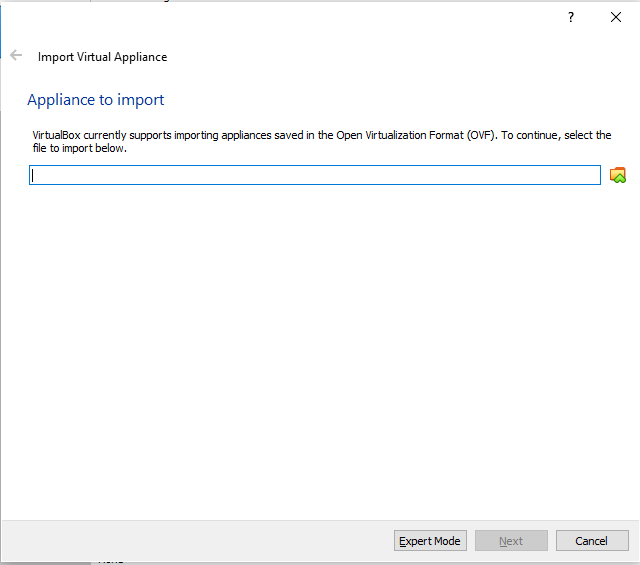 ?
Import Virtual Appliance
Appliance to import
VirtualBox currently supports importing appliances saved in the Open Virtualization Format (OVF). To continue, select the
file to import below.
Expert Mode
Next
Cancel